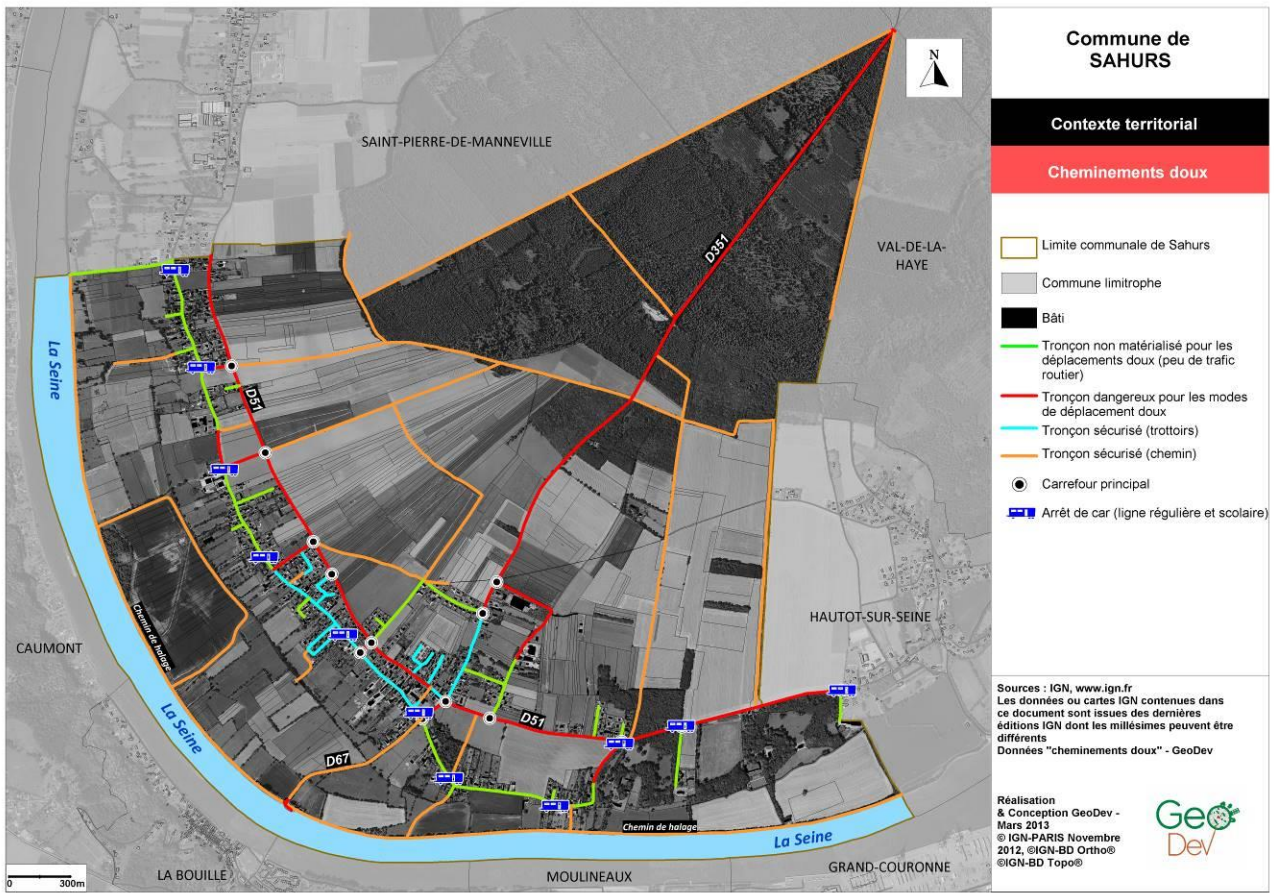 Commune de
SAHURS
Contexte territorial
Cheminements doux
Limite communale de Sahurs
Commune limitrophe
Bâti
Tronçon non matérialisé pour les
déplacements doux (peu de trafic
routier)
Tronçon dangereux pour les modes
de déplacement doux
Tronçon sécurisé (trottoirs)
Tronçon sécurisé (chemin)
Carrefour principal
Arrêt de car (ligne régulière et scolaire)
Sources : IGN, www.ign.fr
Les données ou cartes IGN contenues dans
ce document sont issues des dernières
éditions IGN dont les millésimes peuvent être
différents
Données "cheminements doux" - GeoDev
Réalisation
& Conception GeoDev -
Mars 2013
© IGN-PARIS Novembre
2012, ©IGN-BD Ortho®
©IGN-BD Topo®
Geo
Dev
N
SAINT-PIERRE-DE-MANNEVILLE
VAL-DE-LA-
HAYE
D351
La Seine
D51
Chemin de halage
HAUTOT-SUR-SEINE
CAUMONT
La Seine
D51
D67
Chemin de halage
La Seine
LA BOUILLE
MOULINEAUX
GRAND-COURONNE
0 300m